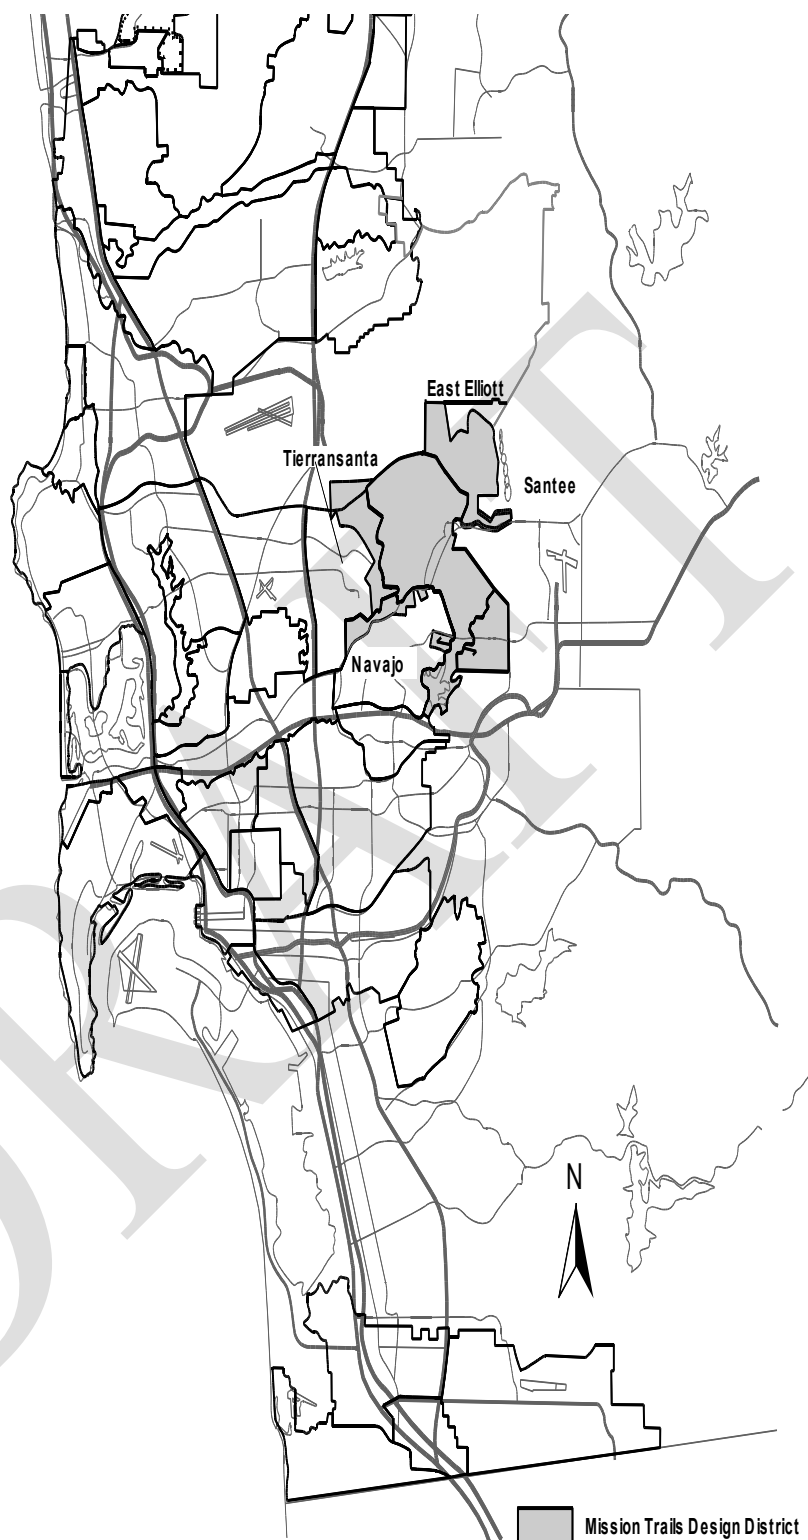 East Elliott
Tierransanta
Santee
Navajo
N
Mission Trails Design District
DRAFT